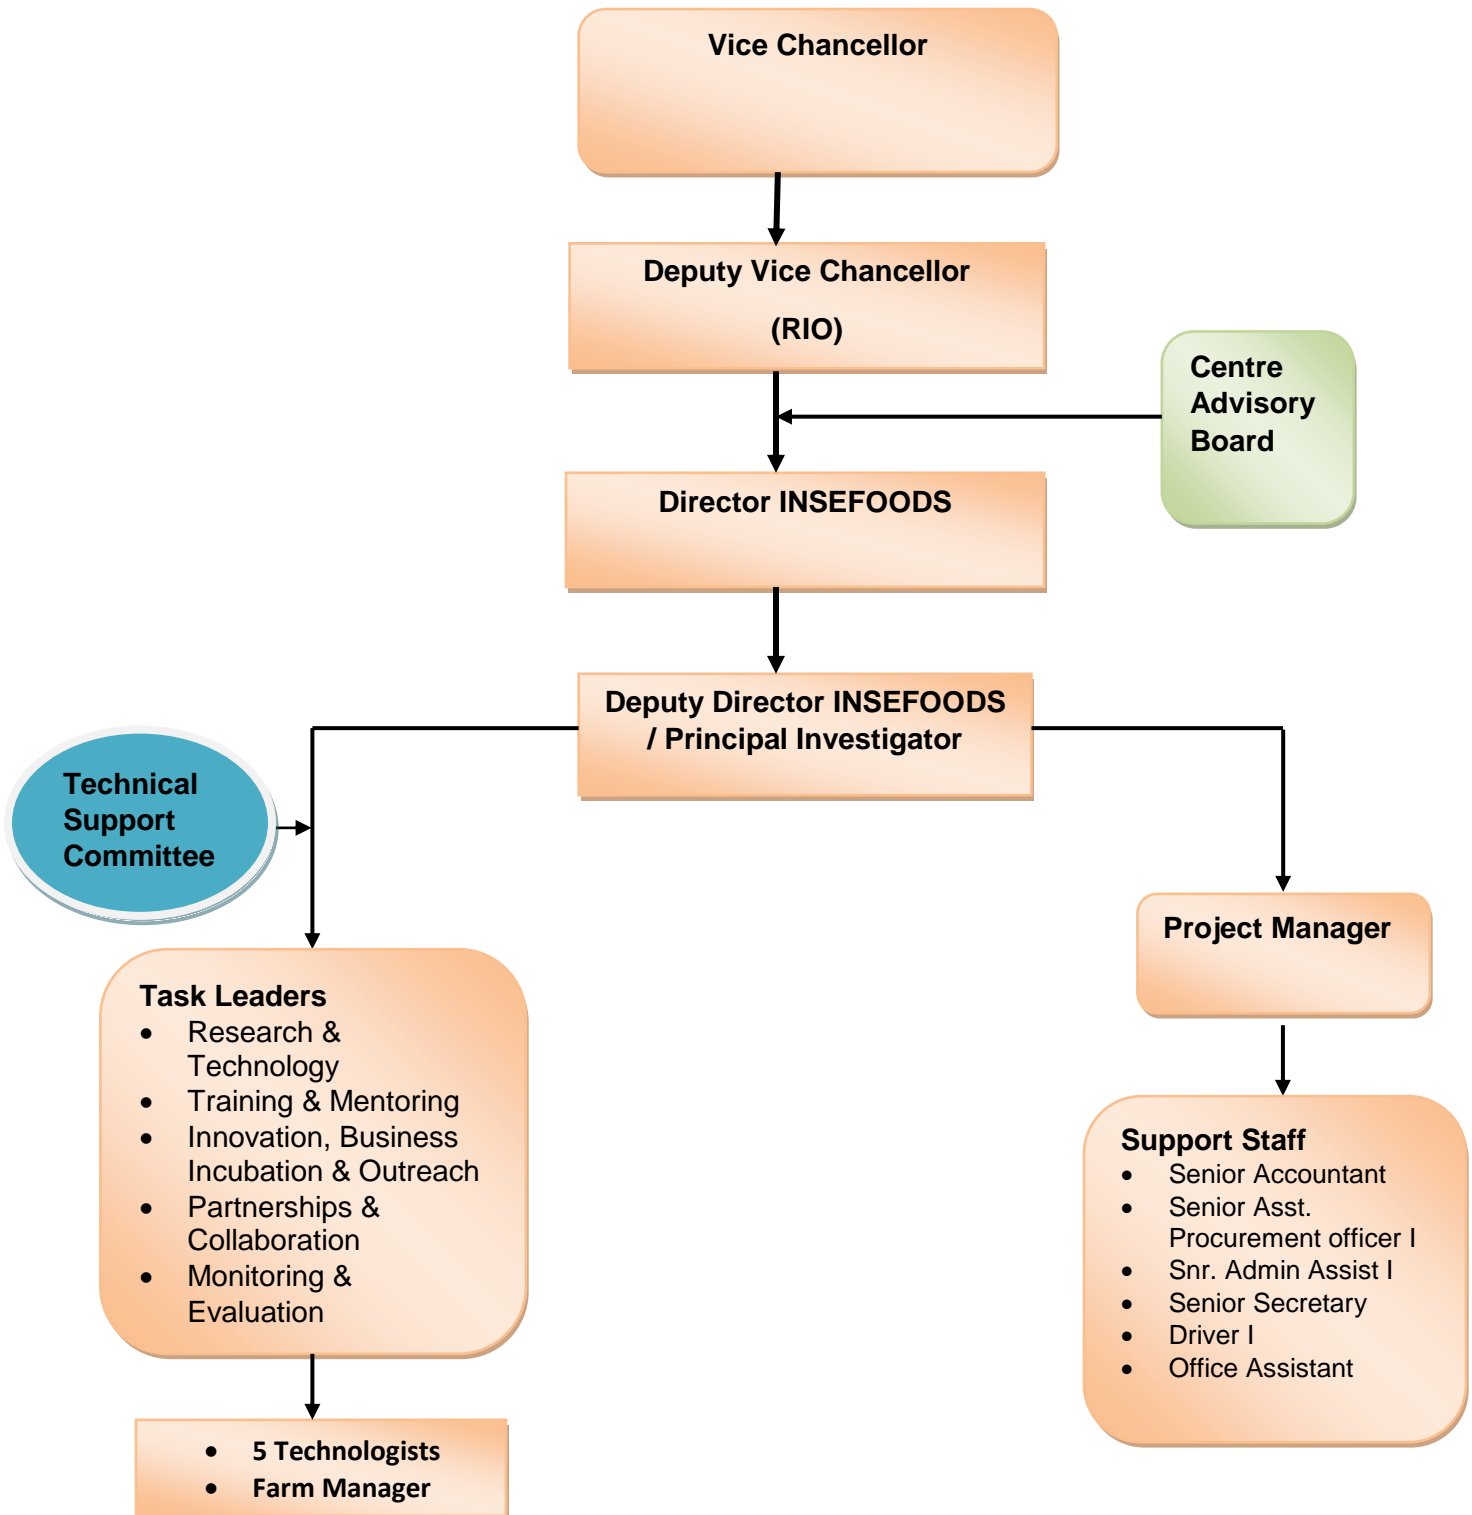 Vice Chancellor
Deputy Vice Chancellor
(RIO)
Centre
Advisory
Board
Director INSEFOODS
Deputy Director INSEFOODS
/ Principal Investigator
Technical
Support
Committee
Project Manager
Task Leaders
• Research &
Technology
• Training & Mentoring
• Innovation, Business
Incubation & Outreach
• Partnerships &
Collaboration
• Monitoring &
Evaluation
Support Staff
• Senior Accountant
• Senior Asst.
Procurement officer I
• Snr. Admin Assist I
• Senior Secretary
• Driver I
• Office Assistant
• 5 Technologists
• Farm Manager